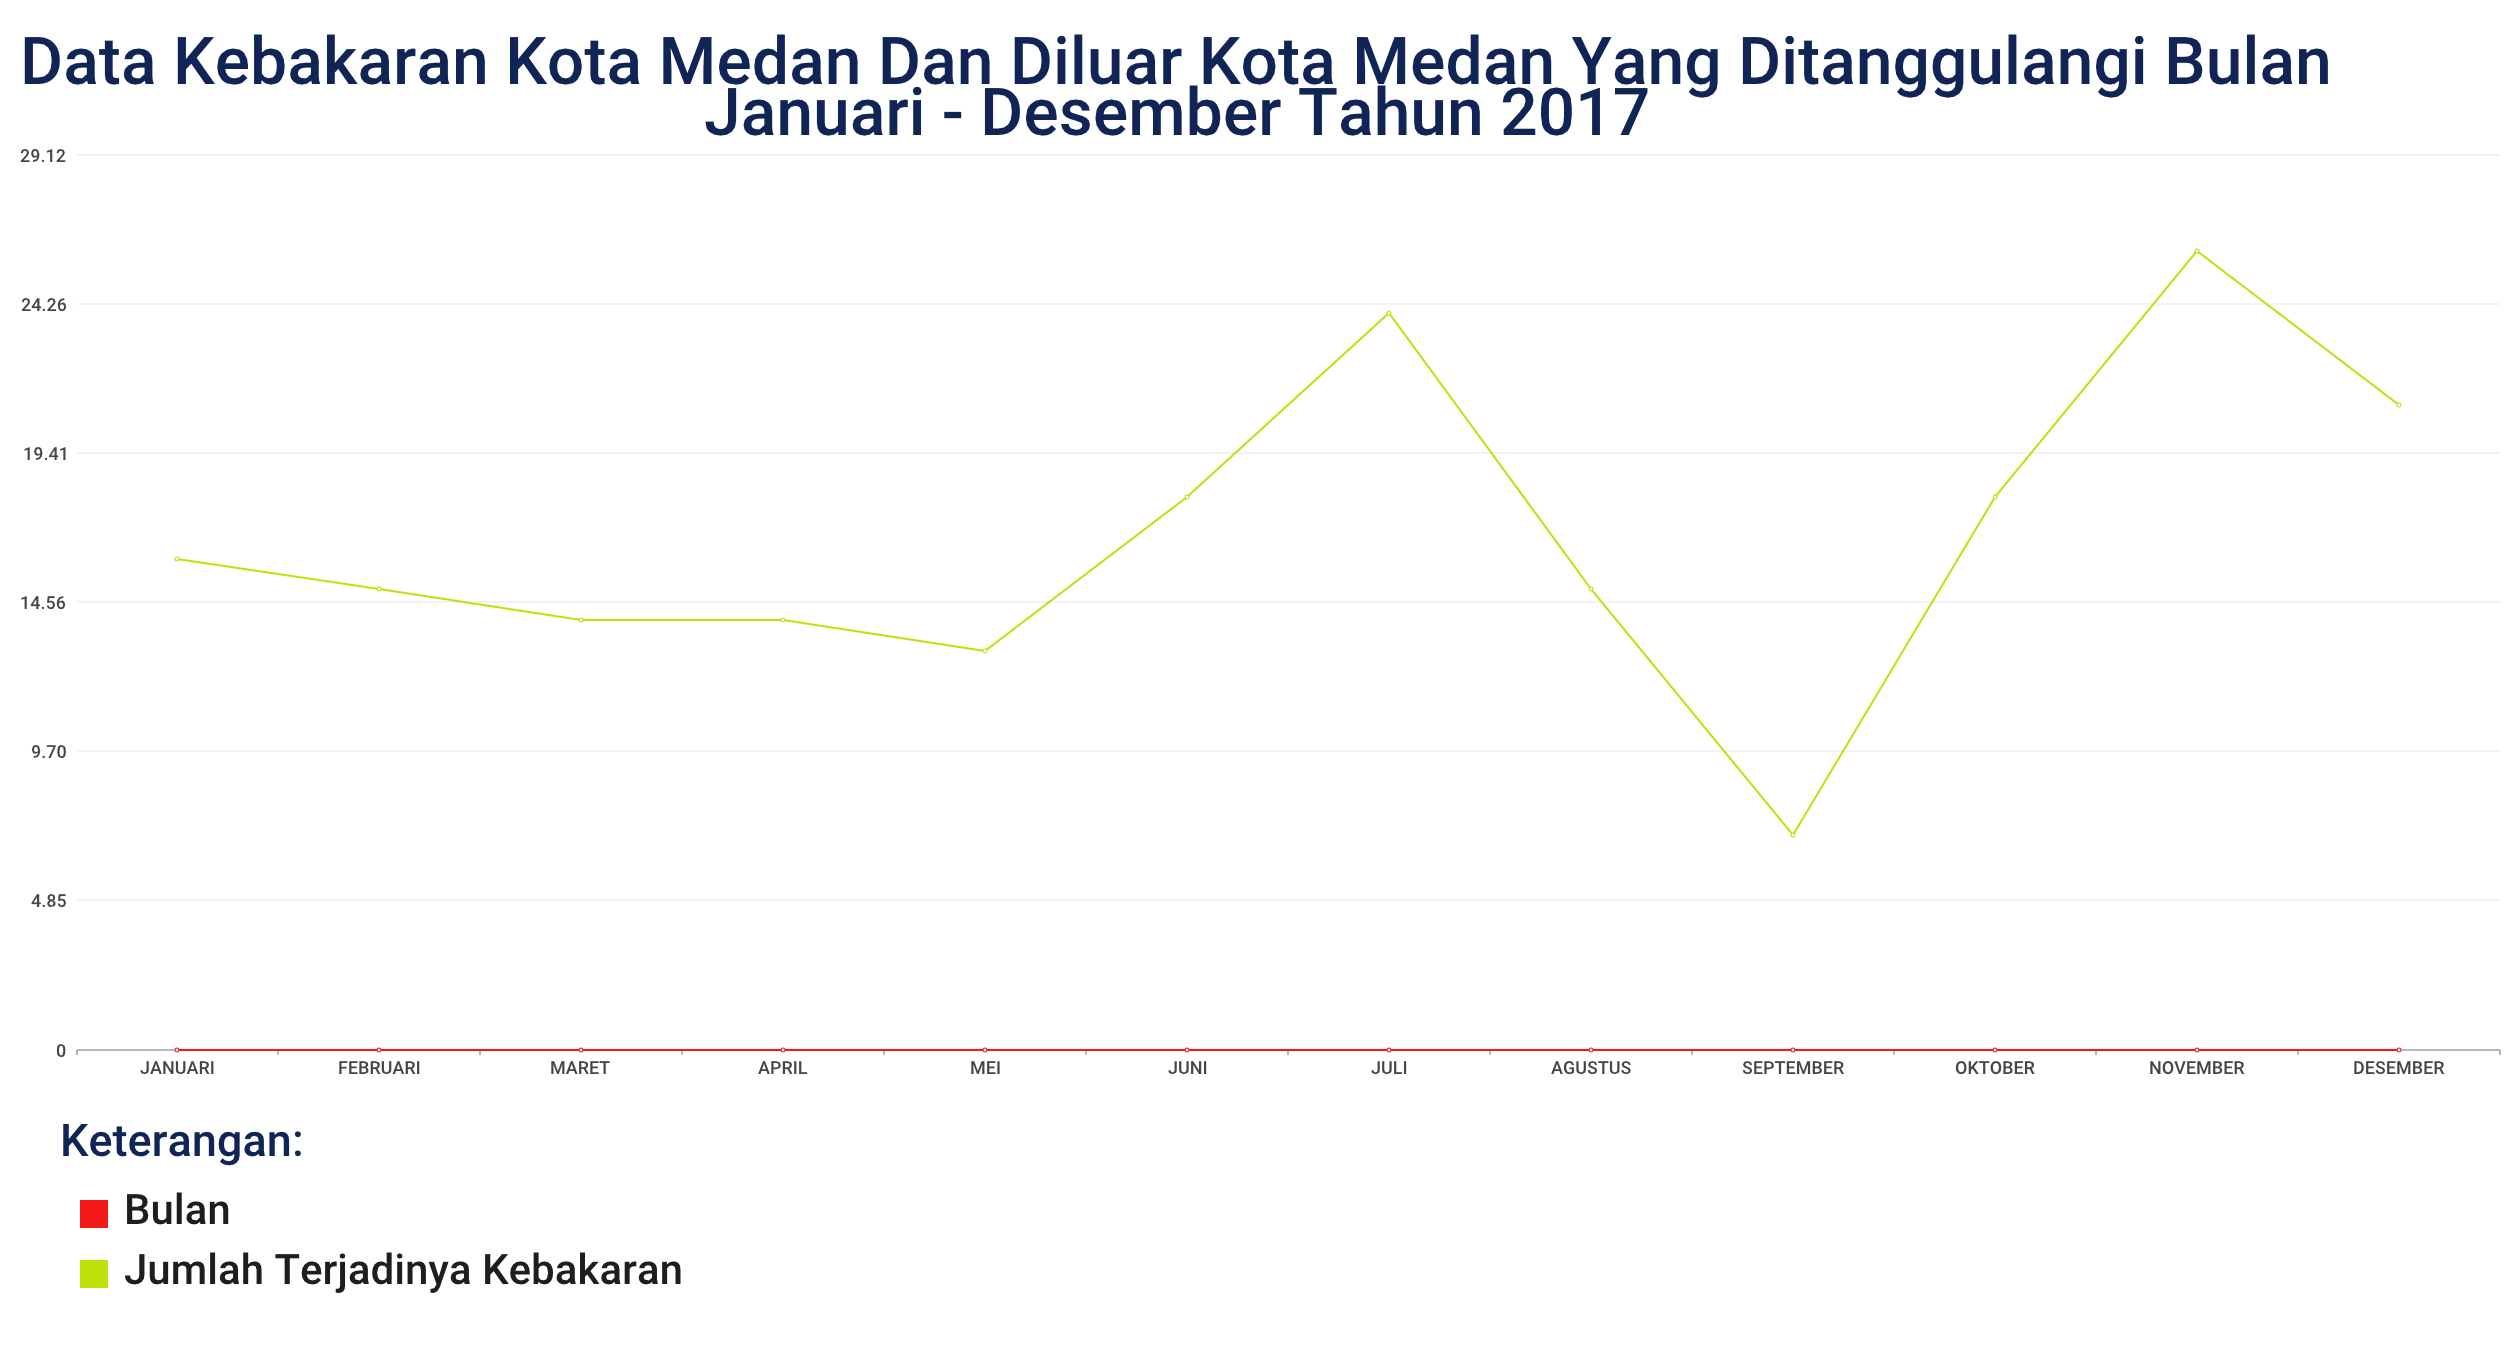 Data Kebakaran Kota Medan Dan Diluar Kota Medan Yang Ditanggulangi Bulan
Januari - Desember Tahun 2017
29.12
24.26
19.41
14.56
9.70
4.85
0
JANUARI FEBRUARI MARET APRIL MEI JUNI JULI AGUSTUS SEPTEMBER OKTOBER NOVEMBER DESEMBER
Keterangan:
Bulan
Jumlah Terjadinya Kebakaran